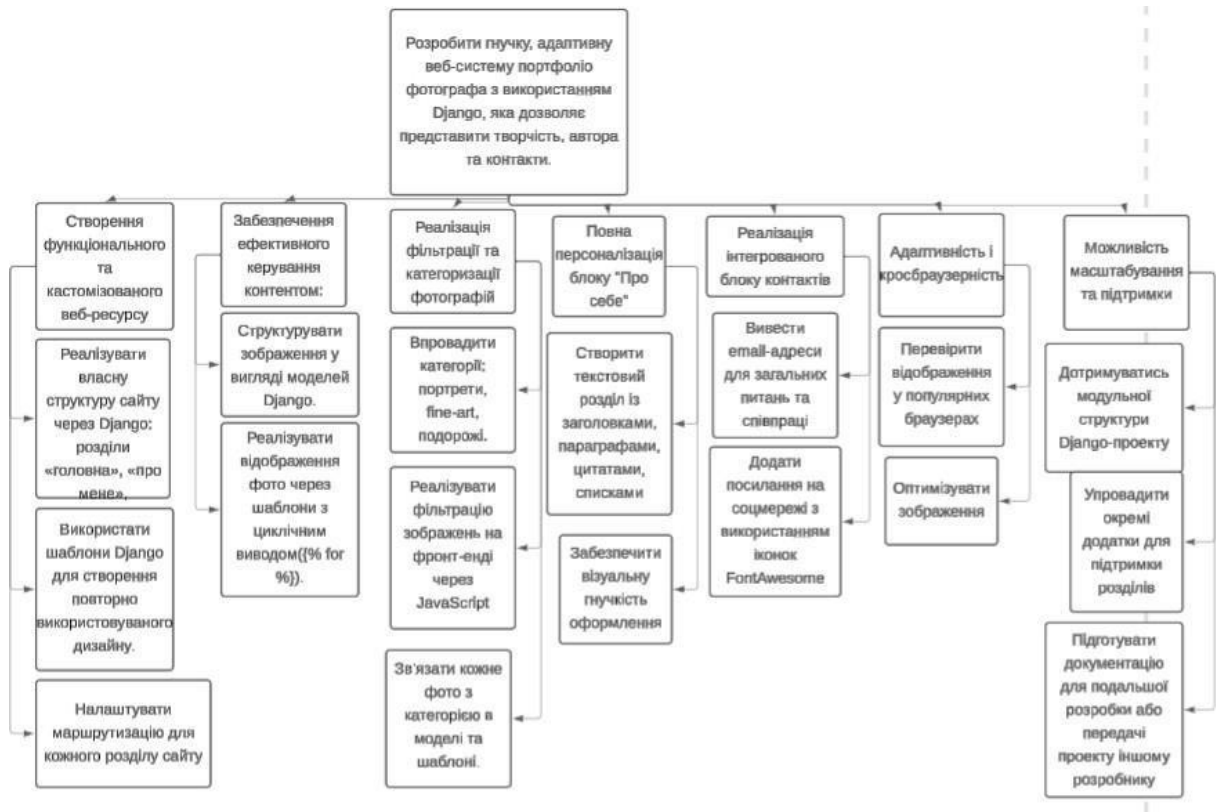 Розробити гнучку, адаптивну
веб-систему портфоліо
фотографа з використанням
Django, яка дозволяє
представити творчість, автора
та контакти.
Створення
функціонального
та
кастомізованого
веб-ресурсу
Реалізувати
власну
структуру сайту
через Django:
розділи
«головна», «про
мене»,
Використати
шаблони Django
для створення
повторно
використовуваного
дизайну.
Налаштувати
маршрутизацію для
кожного розділу сайту
Забезпечення
ефективного
керування
контентом:
Структурувати
зображення у
вигляді моделей
Django.
Реалізувати
відображення
фото через
шаблони з
циклічним
виводом({% for
%}).
Реалізація
фільтрації та
категоризації
фотографій
Впровадити
категорії:
портрети,
fine-art,
подорожі.
Реалізувати
фільтрацію
зображень на
фронт-енді
через
JavaScript
Зв'язати кожне
фото з
категорією в
моделі та
шаблоні.
Повна
персоналізація
блоку "Про
себе"
Створити
текстовий
розділ із
заголовками,
параграфами,
цитатами,
списками
Забезпечити
візуальну
гнучкість
оформлення
Реалізація
інтегрованого
блоку контактів
Вивести
email-адреси
для загальних
питань та
співпраці
Додати
посилання на
соцмережі з
використанням
іконок
FontAwesome
Адаптивність і
кросбраузерність
Перевірити
відображення
у популярних
браузерах
Оптимізувати
зображення
Можливість
масштабування
та підтримки
Дотримуватись
модульної
структури
Django-проекту
Упровадити
окремі
додатки для
підтримки
розділів
Підготувати
документацію
для подальшої
розробки або
передачі
проекту іншому
розробнику